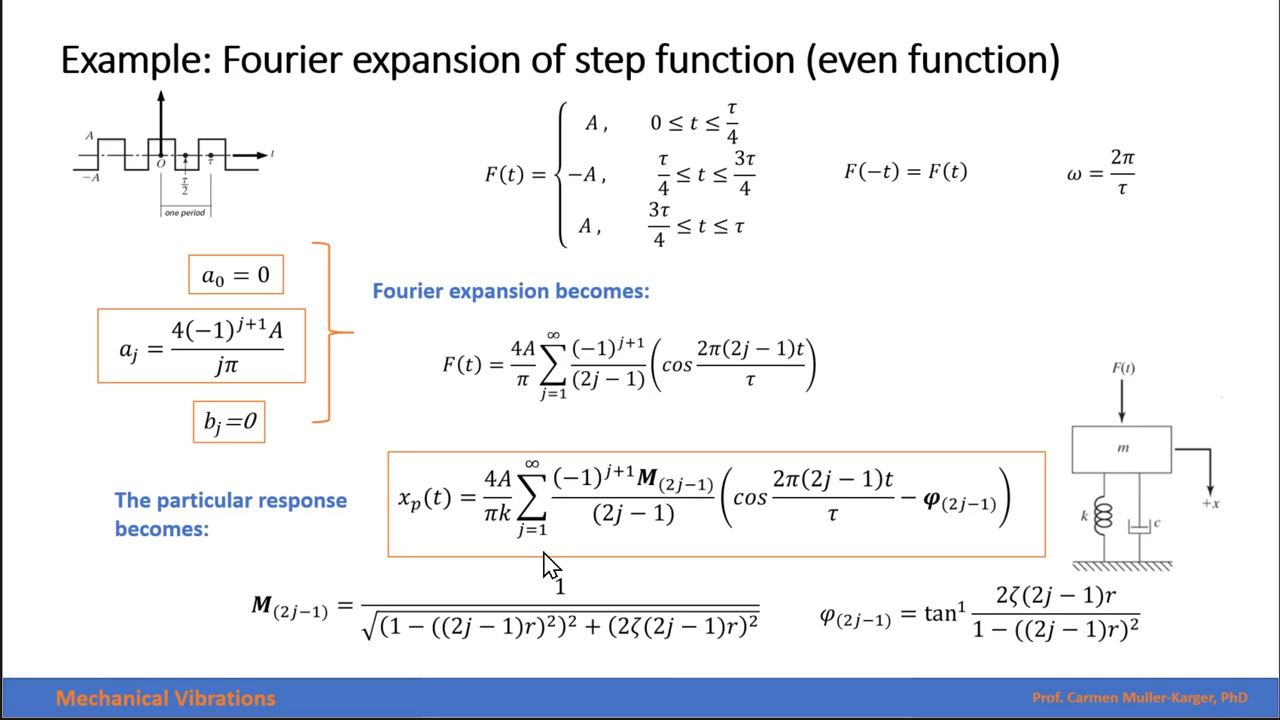 Example: Fourier expansion of step function (even function)
A
−A
O
τ/2
τ
t
one period
F(t) = { A, 0 ≤ t ≤ τ/4
−A, τ/4 ≤ t ≤ 3τ/4
A, 3τ/4 ≤ t ≤ τ
F(−t) = F(t)
ω = 2π/τ
a₀ = 0
a_j = 4(−1)^{j+1}A / jπ
b_j=0
Fourier expansion becomes:
F(t) = 4A/π ∑_{j=1}^{∞} (−1)^{j+1}/(2j − 1) (cos 2π(2j − 1)t/τ)
The particular response
becomes:
x_p(t) = 4A/πk ∑_{j=1}^{∞} (−1)^{j+1} M_{(2j−1)}/(2j − 1) (cos 2π(2j − 1)t/τ − φ_{(2j−1)})
F(t)
m
k
c
+x
M_{(2j−1)} = 1/√((1 − ((2j − 1)r)²)² + (2ζ(2j − 1)r)²
φ_{(2j−1)} = tan¹ 2ζ(2j − 1)r / 1 − ((2j − 1)r)²
Mechanical Vibrations
Prof. Carmen Muller-Karger, PhD